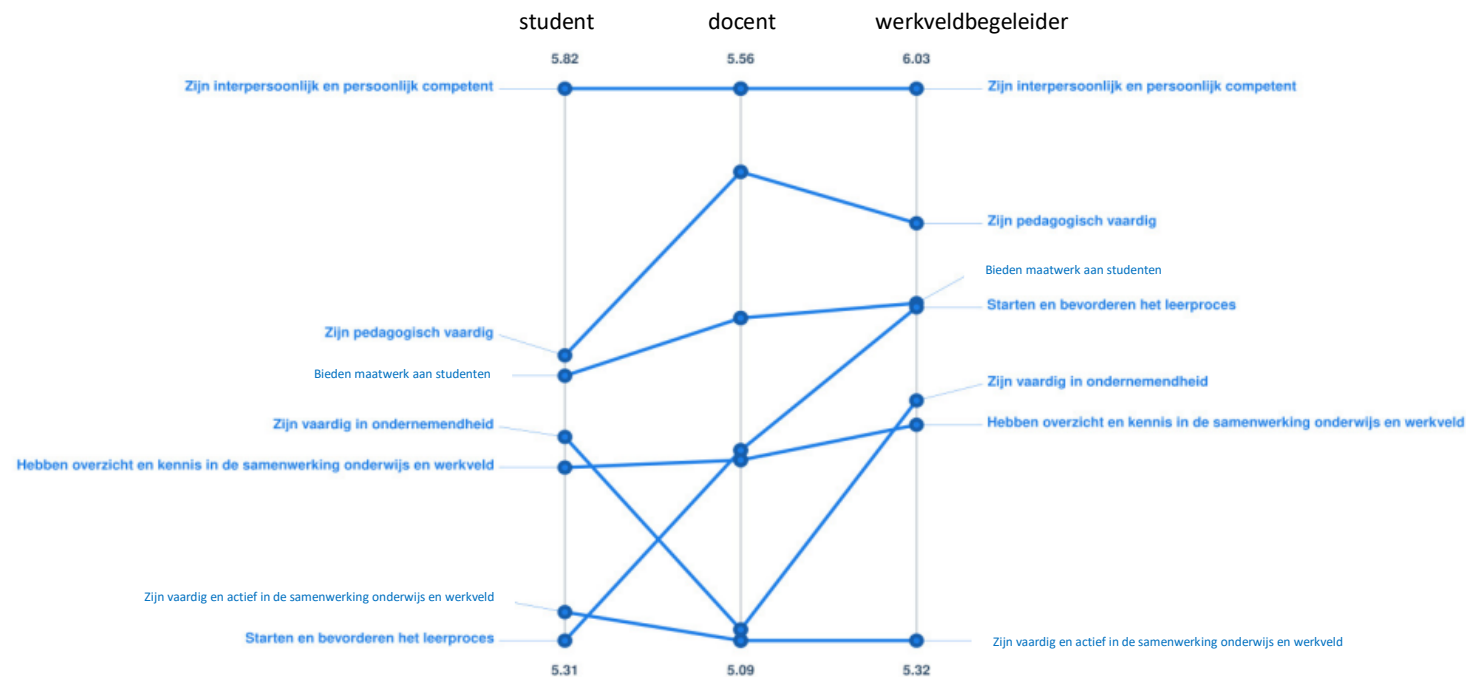 student docent werkveldbegeleider
5.82 5.56 6.03
Zijn interpersoonlijk en persoonlijk competent
Zijn interpersoonlijk en persoonlijk competent
Zijn pedagogisch vaardig
Bieden maatwerk aan studenten
Starten en bevorderen het leerproces
Zijn pedagogisch vaardig
Bieden maatwerk aan studenten
Zijn vaardig in ondernemendheid
Zijn vaardig in ondernemendheid
Hebben overzicht en kennis in de samenwerking onderwijs en werkveld
Hebben overzicht en kennis in de samenwerking onderwijs en werkveld
Zijn vaardig en actief in de samenwerking onderwijs en werkveld
Starten en bevorderen het leerproces
Zijn vaardig en actief in de samenwerking onderwijs en werkveld
5.31 5.09 5.32